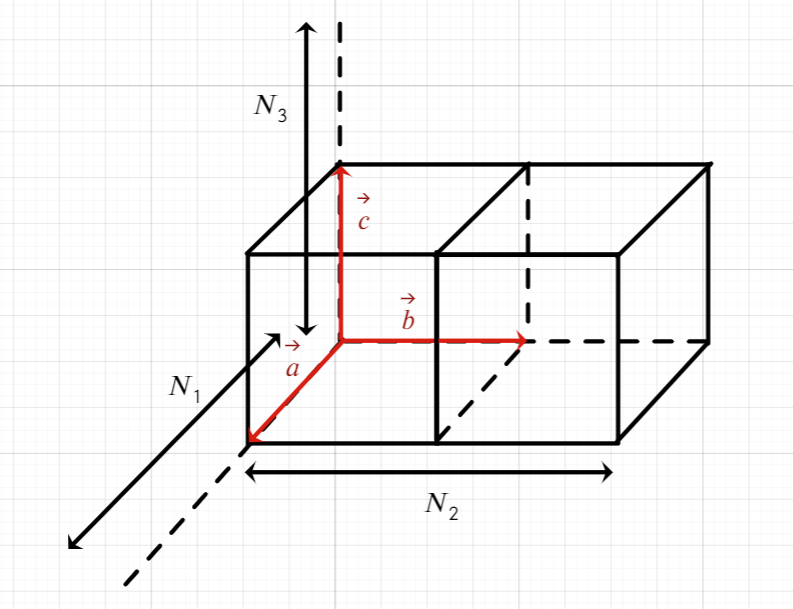 N₃
c⃗
b⃗
a⃗
N₁
N₂